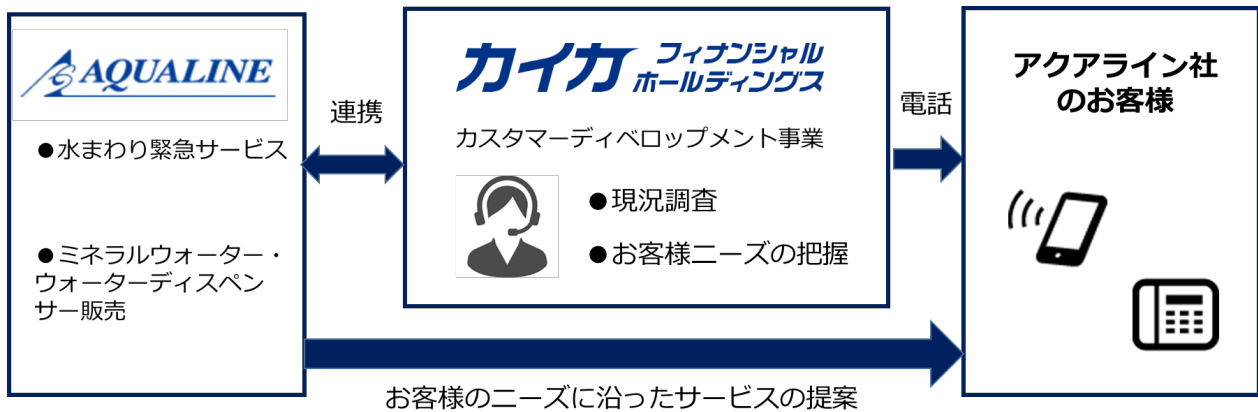 AQUALINE
●水まわり緊急サービス
●ミネラルウォーター・
ウォーターディスペン
サー販売
連携
カイカ フィナンシャル
ホールディングス
カスタマーディベロップメント事業
●現況調査
●お客様ニーズの把握
電話
アクアライン社
のお客様
お客様のニーズに沿ったサービスの提案